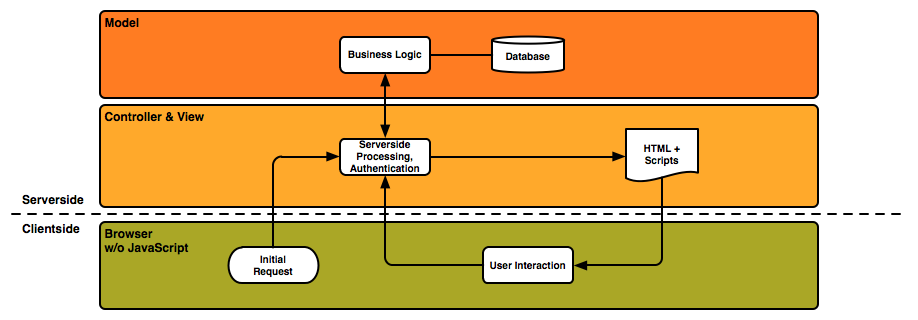 Model
Business Logic
Database
Controller & View
Serverside
Processing,
Authentication
HTML +
Scripts
Serverside
Clientside
Browser
w/o JavaScript
Initial
Request
User Interaction